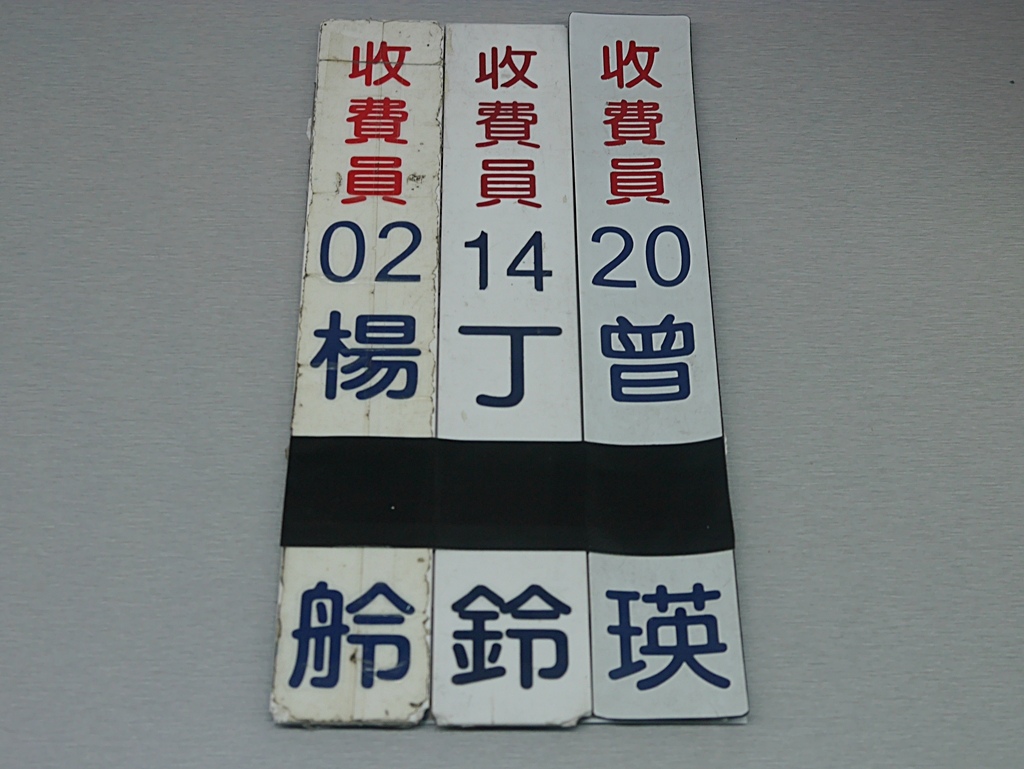 收費員 02 楊 舲
收費員 14 丁 鈴
收費員 20 曾 瑛